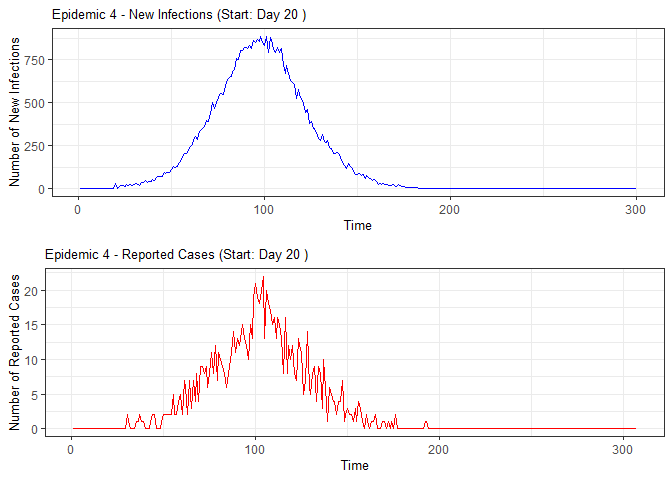 Epidemic 4 - New Infections (Start: Day 20 )
Number of New Infections
750
500
250
0
0
100
200
300
Time
Epidemic 4 - Reported Cases (Start: Day 20 )
Number of Reported Cases
20
15
10
5
0
0
100
200
300
Time